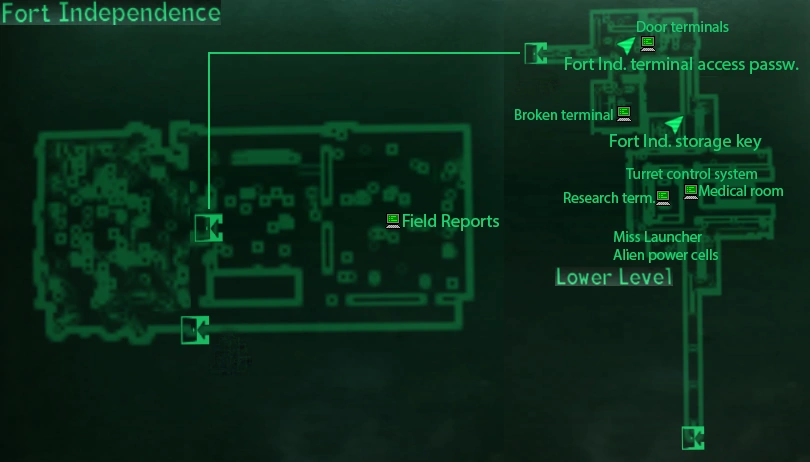 Fort Independence
Door terminals
Fort Ind. terminal access passw.
Broken terminal
Fort Ind. storage key
Turret control system
Research term.
Medical room
Field Reports
Miss Launcher
Alien power cells
Lower Level